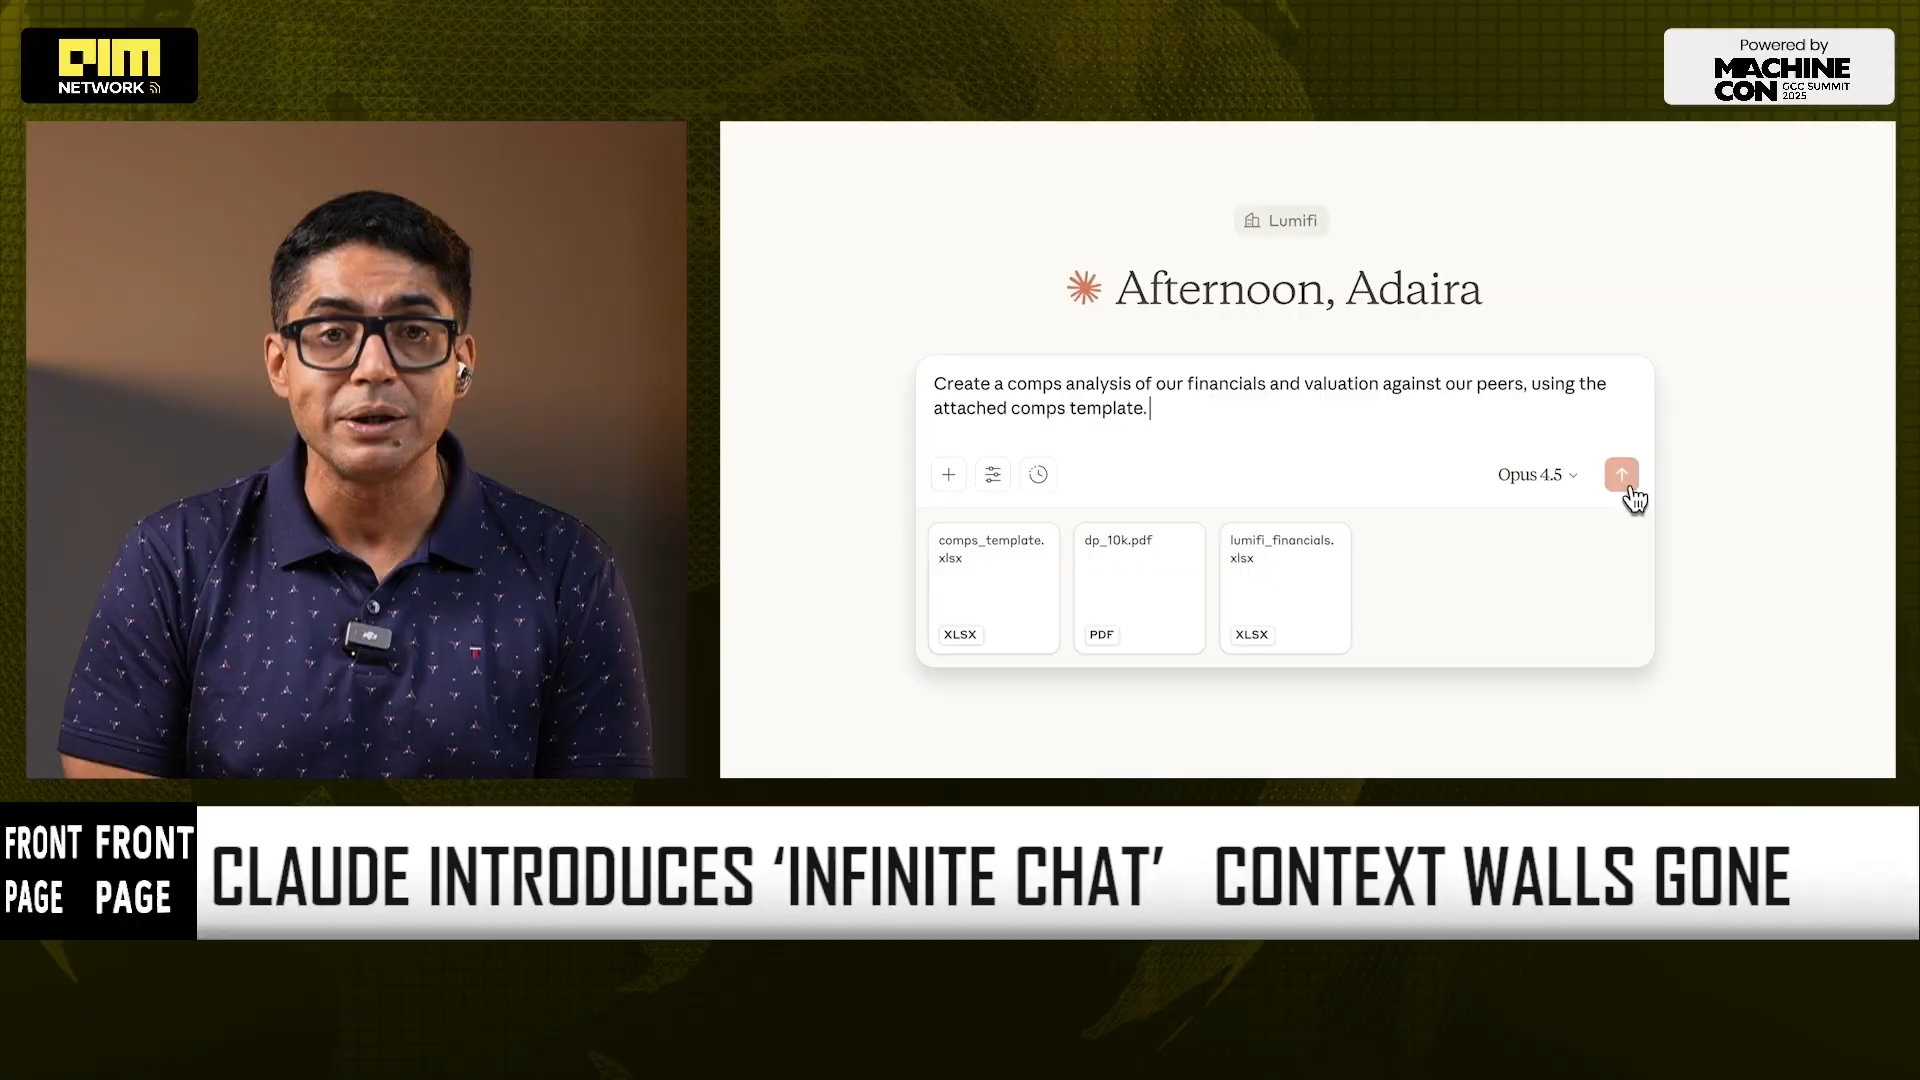 AIM
NETWORK
Powered by
MACHINE
CON GCC SUMMIT
2025
Lumifi
Afternoon, Adaira
Create a comps analysis of our financials and valuation against our peers, using the
attached comps template.
Opus 4.5
comps_template.
xlsx
XLSX
dp_10k.pdf
PDF
lumifi_financials.
xlsx
XLSX
FRONT FRONT
PAGE PAGE
CLAUDE INTRODUCES ‘INFINITE CHAT’ CONTEXT WALLS GONE